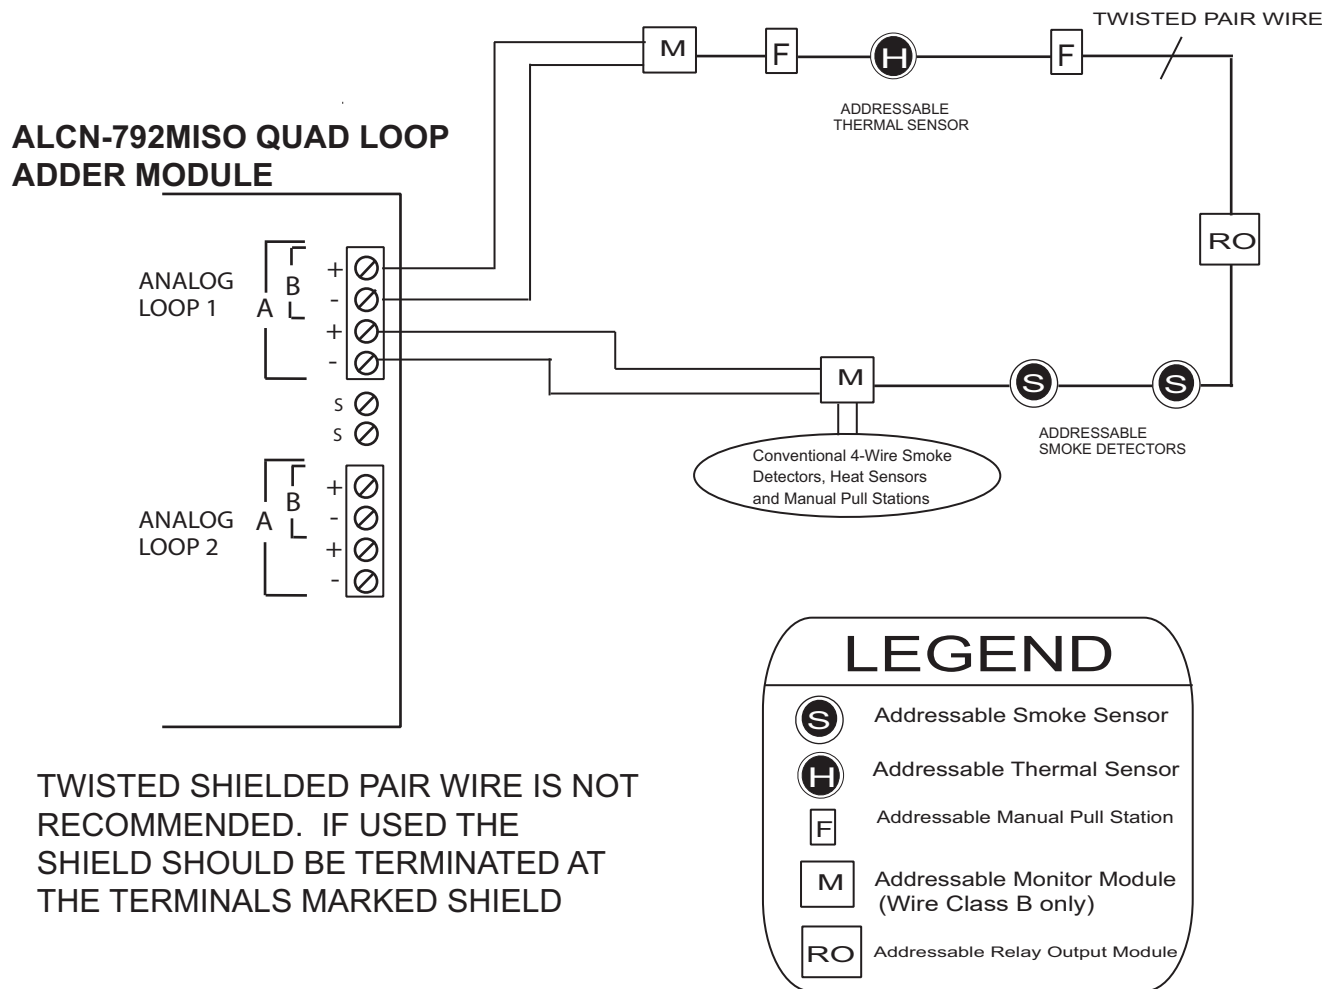 TWISTED PAIR WIRE
M
F
H
F
ADDRESSABLE
THERMAL SENSOR
ALCN-792MISO QUAD LOOP
ADDER MODULE
RO
ANALOG
LOOP 1
A
B
+
-
+
-
S
S
M
S
S
ADDRESSABLE
SMOKE DETECTORS
Conventional 4-Wire Smoke
Detectors, Heat Sensors
and Manual Pull Stations
ANALOG
LOOP 2
A
B
+
-
+
-
LEGEND
S Addressable Smoke Sensor
H Addressable Thermal Sensor
F Addressable Manual Pull Station
M Addressable Monitor Module
(Wire Class B only)
RO Addressable Relay Output Module
TWISTED SHIELDED PAIR WIRE IS NOT
RECOMMENDED.  IF USED THE
SHIELD SHOULD BE TERMINATED AT
THE TERMINALS MARKED SHIELD